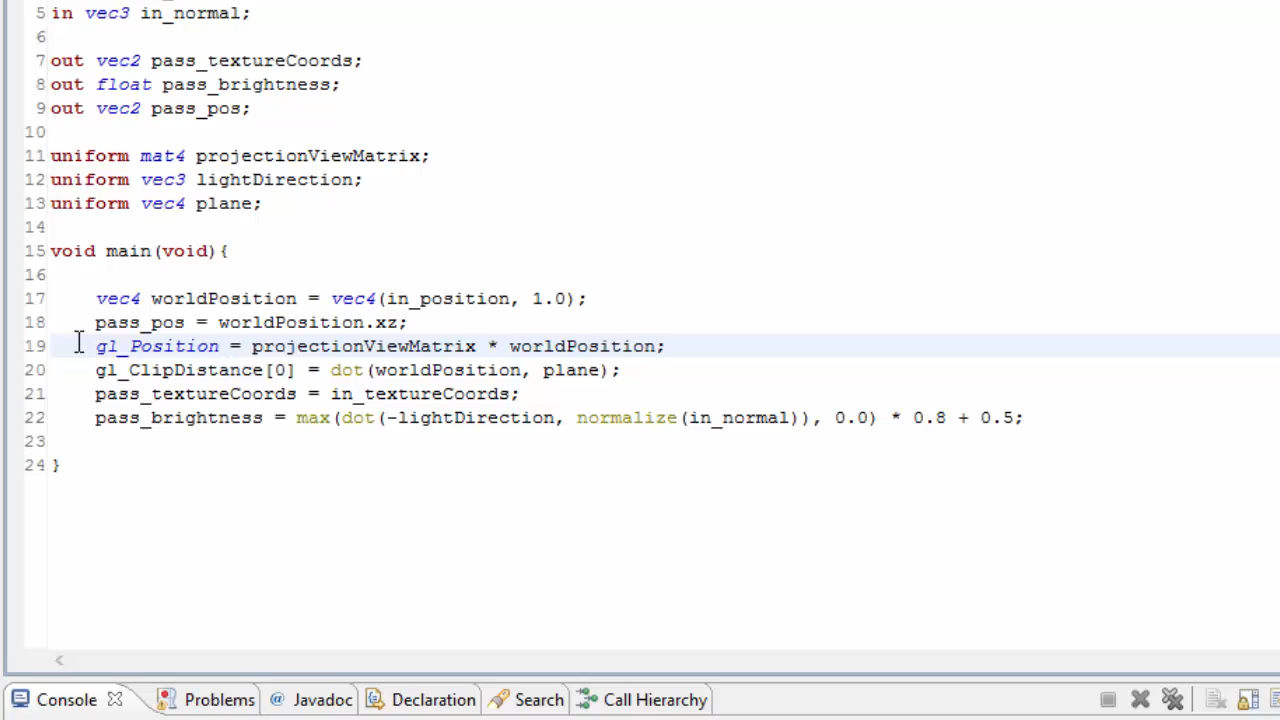 5 in vec3 in_normal;
6
7 out vec2 pass_textureCoords;
8 out float pass_brightness;
9 out vec2 pass_pos;
10
11 uniform mat4 projectionViewMatrix;
12 uniform vec3 lightDirection;
13 uniform vec4 plane;
14
15 void main(void){
16
17 vec4 worldPosition = vec4(in_position, 1.0);
18 pass_pos = worldPosition.xz;
19 gl_Position = projectionViewMatrix * worldPosition;
20 gl_ClipDistance[0] = dot(worldPosition, plane);
21 pass_textureCoords = in_textureCoords;
22 pass_brightness = max(dot(-lightDirection, normalize(in_normal)), 0.0) * 0.8 + 0.5;
23
24 }
Console Problems @ Javadoc Declaration Search Call Hierarchy